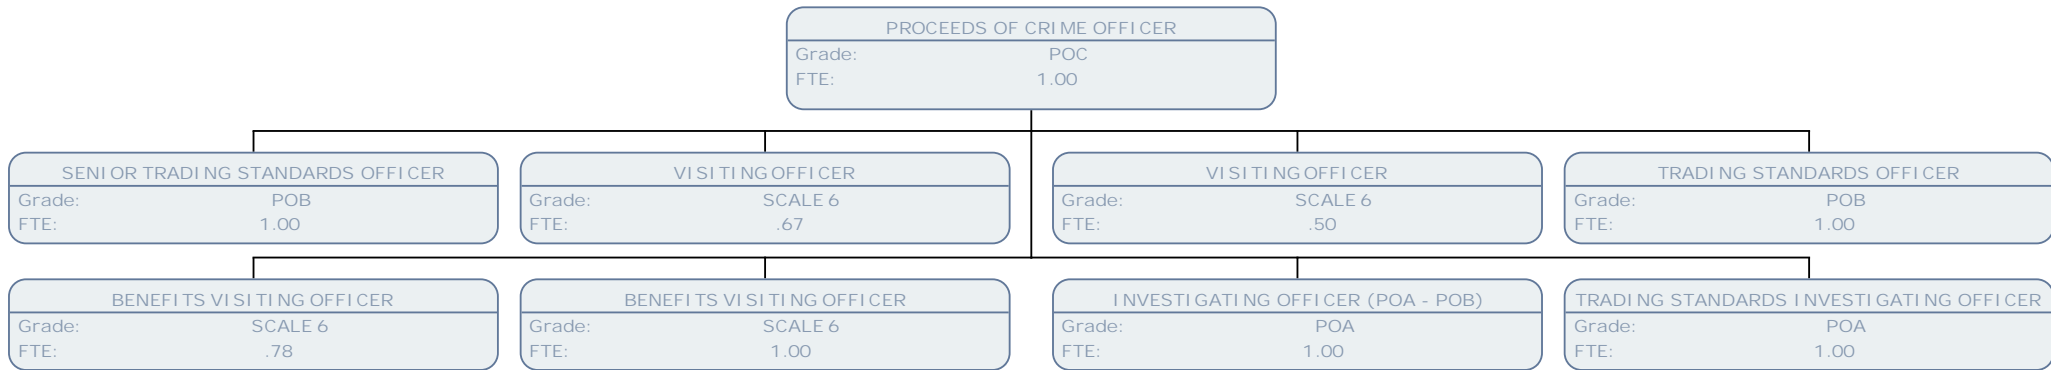 PROCEEDS OF CRIME OFFICER
Grade: POC
FTE: 1.00
SENIOR TRADING STANDARDS OFFICER
Grade: POB
FTE: 1.00
VISITING OFFICER
Grade: SCALE 6
FTE: .67
VISITING OFFICER
Grade: SCALE 6
FTE: .50
TRADING STANDARDS OFFICER
Grade: POB
FTE: 1.00
BENEFITS VISITING OFFICER
Grade: SCALE 6
FTE: .78
BENEFITS VISITING OFFICER
Grade: SCALE 6
FTE: 1.00
INVESTIGATING OFFICER (POA - POB)
Grade: POA
FTE: 1.00
TRADING STANDARDS INVESTIGATING OFFICER
Grade: POA
FTE: 1.00